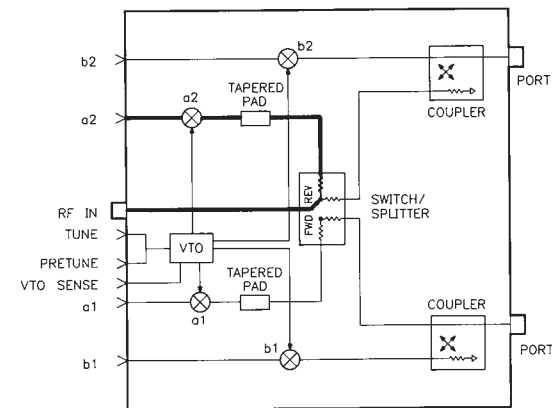 b2
b2
PORT
TAPERED
PAD
a2
a2
COUPLER
REV
SWITCH/
SPLITTER
RF IN
FWD
TUNE
VTO
PRETUNE
TAPERED
PAD
VTO SENSE
a1
a1
COUPLER
b1
b1
PORT